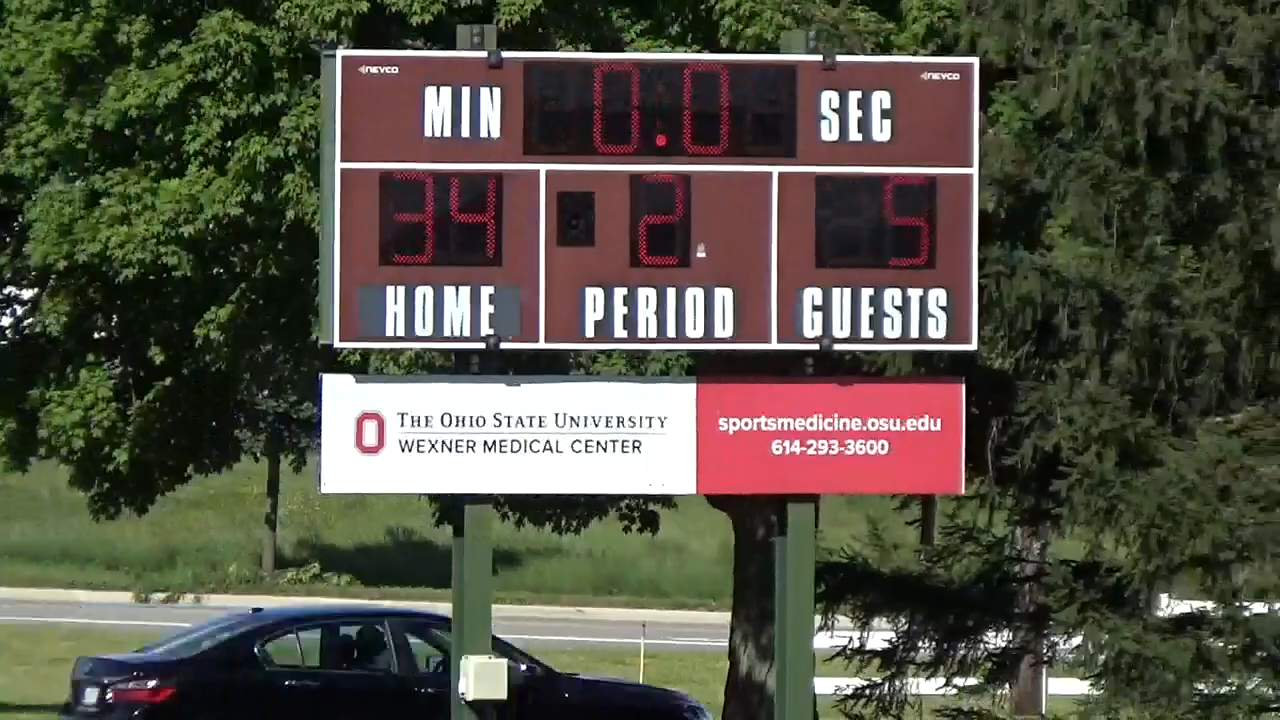 NEVCO NEVCO
MIN 0.0 SEC
34 2 5
HOME PERIOD GUESTS
O THE OHIO STATE UNIVERSITY
WEXNER MEDICAL CENTER
sportsmedicine.osu.edu
614-293-3600